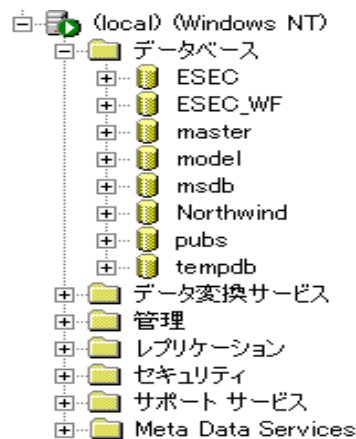 (local) (Windows NT)
データベース
ESEC
ESEC_WF
master
model
msdb
Northwind
pubs
tempdb
データ変換サービス
管理
レプリケーション
セキュリティ
サポート サービス
Meta Data Services